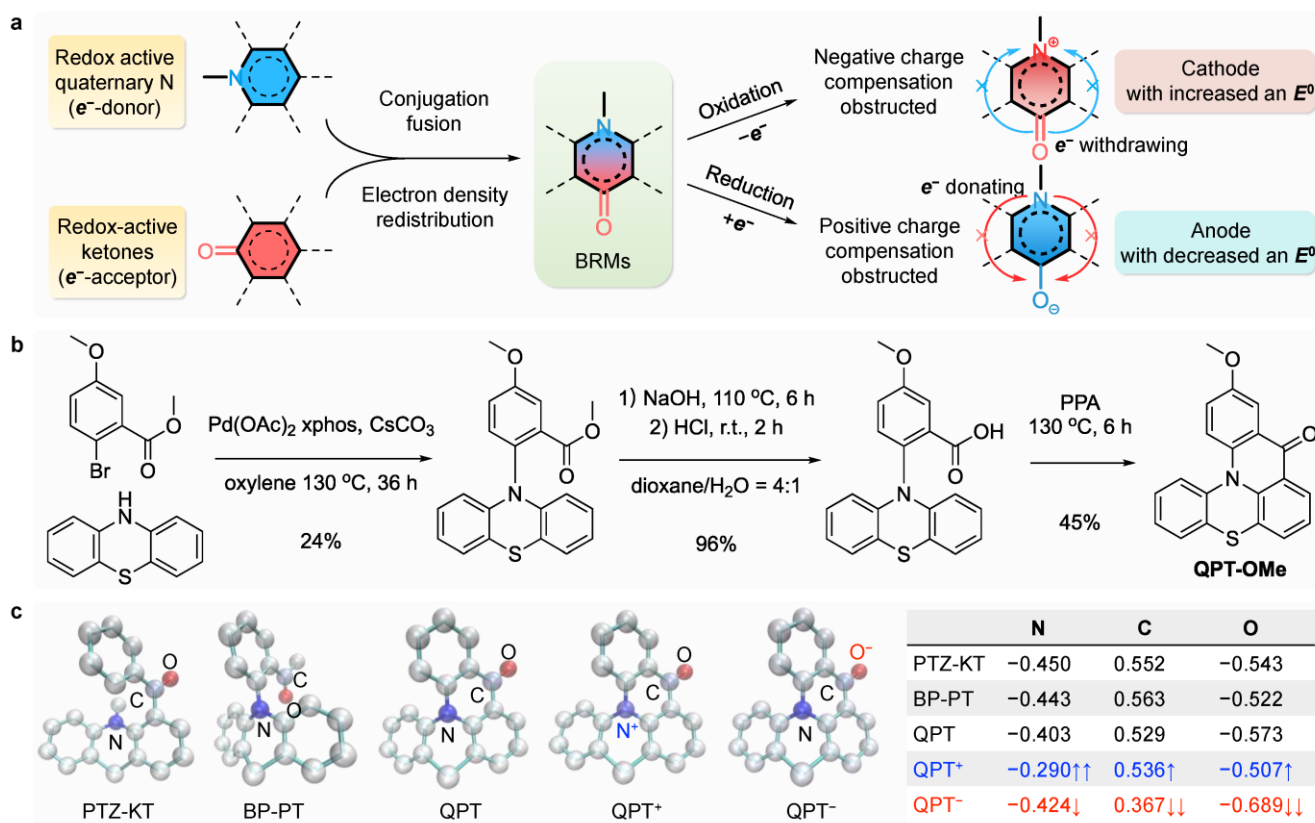 a
Redox active
quaternary N
(e⁻-donor)
N
Redox-active
ketones
(e⁻-acceptor)
O
Conjugation
fusion
Electron density
redistribution
N
O
BRMs
Oxidation
−e⁻
Reduction
+e⁻
Negative charge
compensation
obstructed
N⊕
× ×
O
e⁻ withdrawing
Cathode
with increased an E⁰
Positive charge
compensation
obstructed
e⁻ donating
N
× ×
O⊖
Anode
with decreased an E⁰
b
O
O
Br O
H
N
S
Pd(OAc)₂ xphos, CsCO₃
oxylene 130 °C, 36 h
24%
O
O
N O
S
1) NaOH, 110 °C, 6 h
2) HCl, r.t., 2 h
dioxane/H₂O = 4:1
96%
O
OH
N O
S
PPA
130 °C, 6 h
45%
O
O
N
S
QPT-OMe
c
O
C
N
PTZ-KT
C
O
N
BP-PT
O
C
N
QPT
O
C
N⁺
QPT⁺
O⁻
C
N
QPT⁻
N C O
PTZ-KT −0.450 0.552 −0.543
BP-PT −0.443 0.563 −0.522
QPT −0.403 0.529 −0.573
QPT⁺ −0.290↑↑ 0.536↑ −0.507↑
QPT⁻ −0.424↓ 0.367↓↓ −0.689↓↓